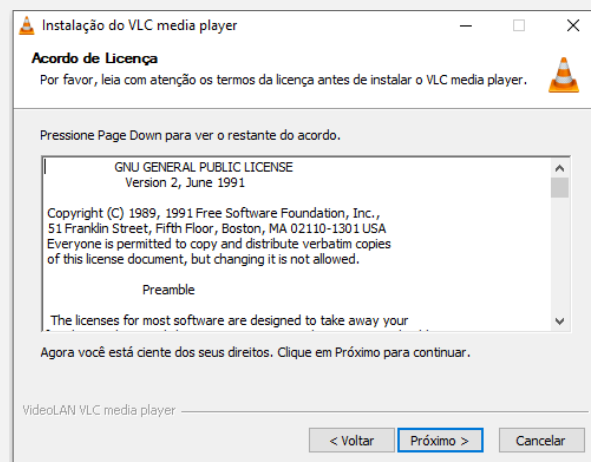 Instalação do VLC media player
Acordo de Licença
Por favor, leia com atenção os termos da licença antes de instalar o VLC media player.
Pressione Page Down para ver o restante do acordo.
GNU GENERAL PUBLIC LICENSE
Version 2, June 1991
Copyright (C) 1989, 1991 Free Software Foundation, Inc.,
51 Franklin Street, Fifth Floor, Boston, MA 02110-1301 USA
Everyone is permitted to copy and distribute verbatim copies
of this license document, but changing it is not allowed.
Preamble
The licenses for most software are designed to take away your
Agora você está ciente dos seus direitos. Clique em Próximo para continuar.
VideoLAN VLC media player
< Voltar
Próximo >
Cancelar